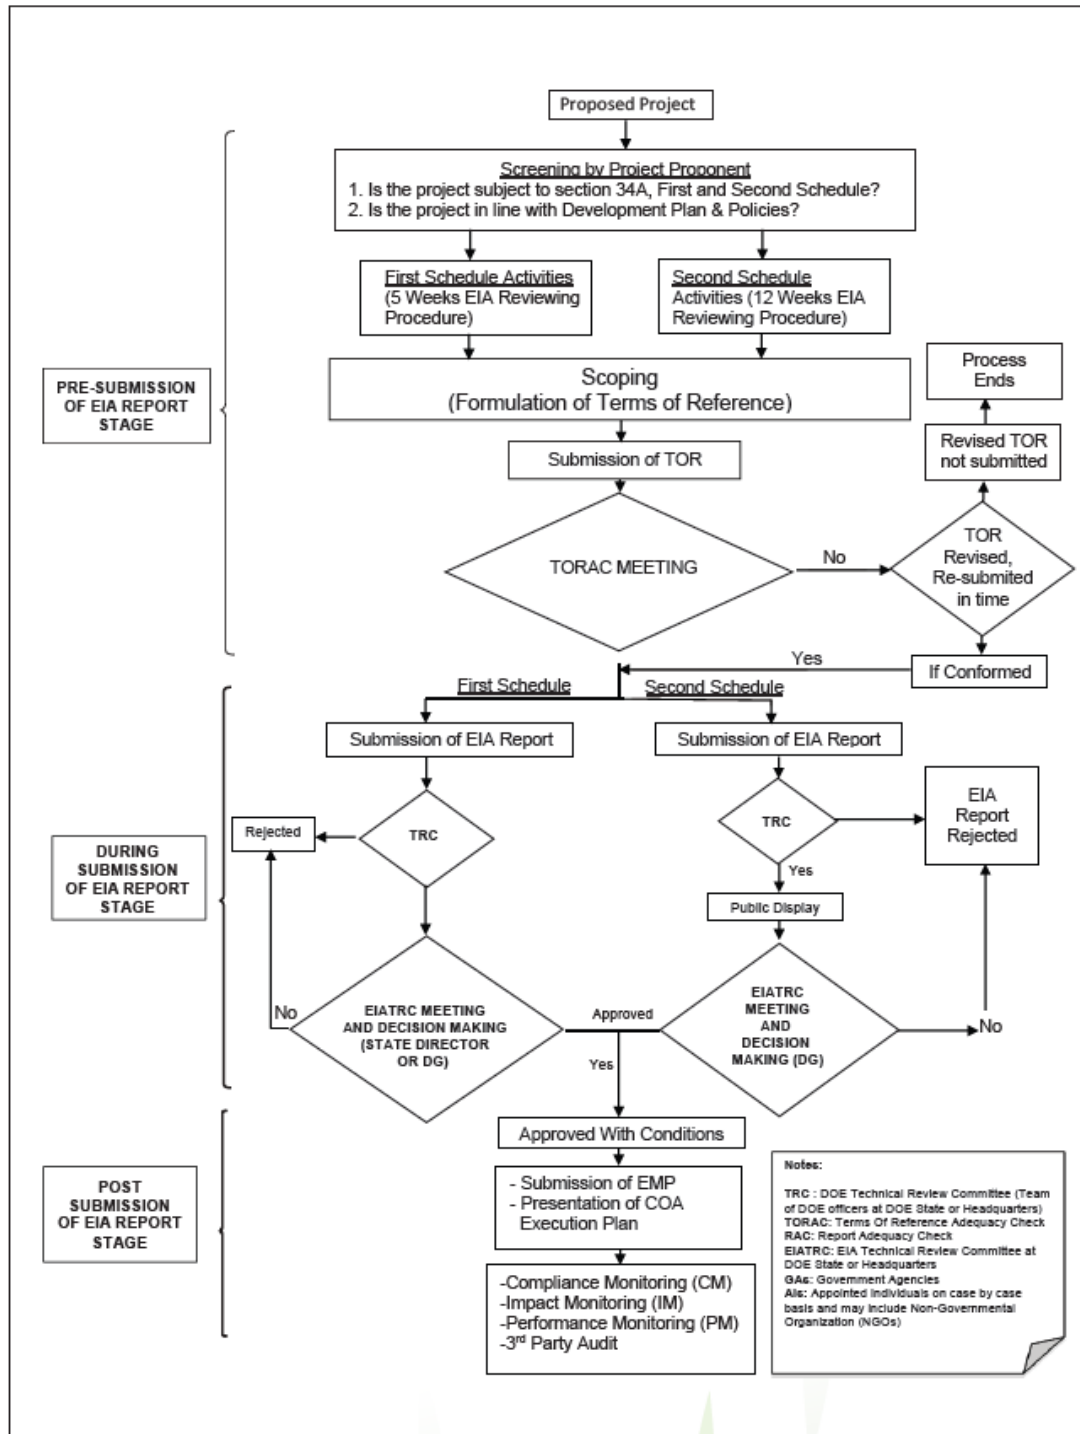 Proposed Project
Screening by Project Proponent
1. Is the project subject to section 34A, First and Second Schedule?
2. Is the project in line with Development Plan & Policies?
First Schedule Activities
(5 Weeks EIA Reviewing
Procedure)
Second Schedule
Activities (12 Weeks EIA
Reviewing Procedure)
PRE-SUBMISSION
OF EIA REPORT
STAGE
Scoping
(Formulation of Terms of Reference)
Process
Ends
Revised TOR
not submitted
Submission of TOR
TORAC MEETING
No
TOR
Revised,
Re-submited
in time
Yes
If Conformed
First Schedule
Second Schedule
Submission of EIA Report
Submission of EIA Report
DURING
SUBMISSION
OF EIA REPORT
STAGE
Rejected
TRC
TRC
EIA
Report
Rejected
Yes
Public Display
No
EIATRC MEETING
AND DECISION MAKING
(STATE DIRECTOR
OR DG)
Approved
Yes
EIATRC
MEETING
AND
DECISION
MAKING (DG)
No
POST
SUBMISSION
OF EIA REPORT
STAGE
Approved With Conditions
- Submission of EMP
- Presentation of COA
Execution Plan
-Compliance Monitoring (CM)
-Impact Monitoring (IM)
-Performance Monitoring (PM)
-3rd Party Audit
Notes:
TRC : DOE Technical Review Committee (Team
of DOE officers at DOE State or Headquarters)
TORAC: Terms Of Reference Adequacy Check
RAC: Report Adequacy Check
EIATRC: EIA Technical Review Committee at
DOE State or Headquarters
GAs: Government Agencies
AIs: Appointed Individuals on case by case
basis and may include Non-Governmental
Organization (NGOs)